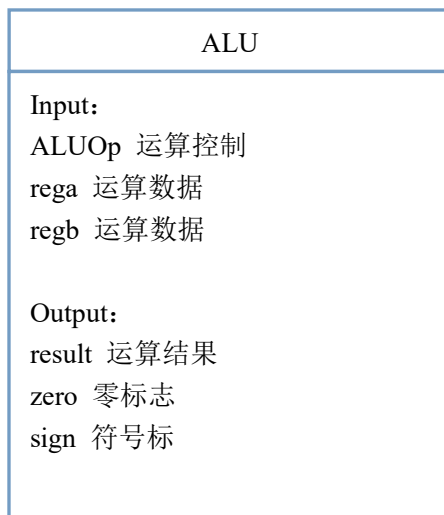 ALU
Input：
ALUOp 运算控制
rega 运算数据
regb 运算数据
Output：
result 运算结果
zero 零标志
sign 符号标